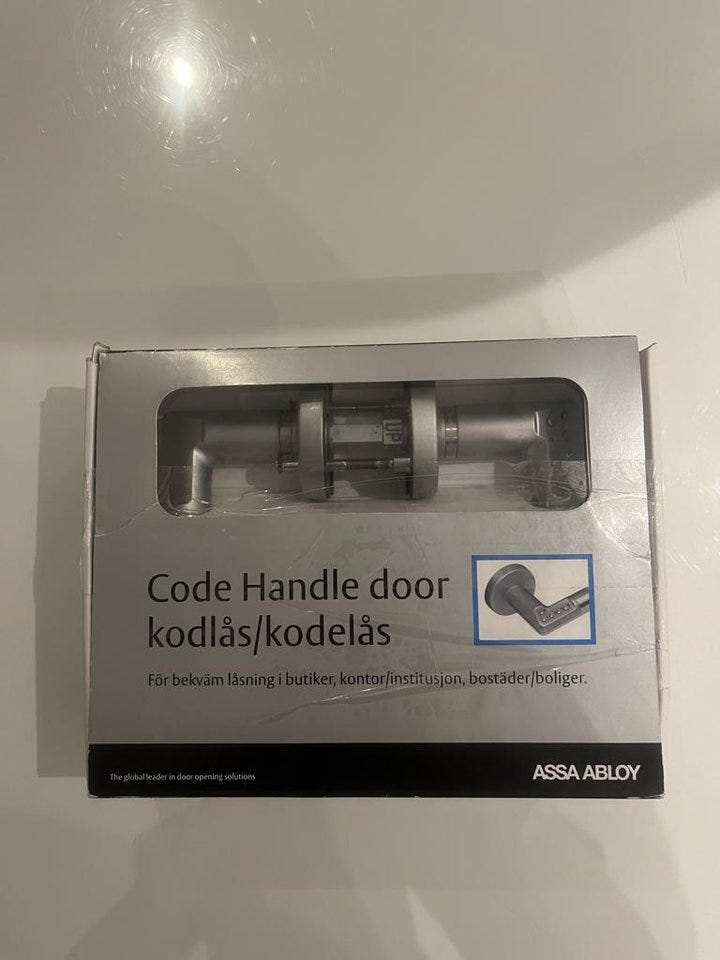 UP
Code Handle door
kodlås/kodelås
För bekväm låsning i butiker, kontor/institusjon, bostäder/boliger.
The global leader in door opening solutions
ASSA ABLOY